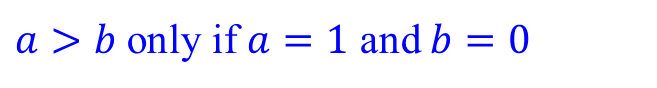 a > b only if a = 1 and b = 0